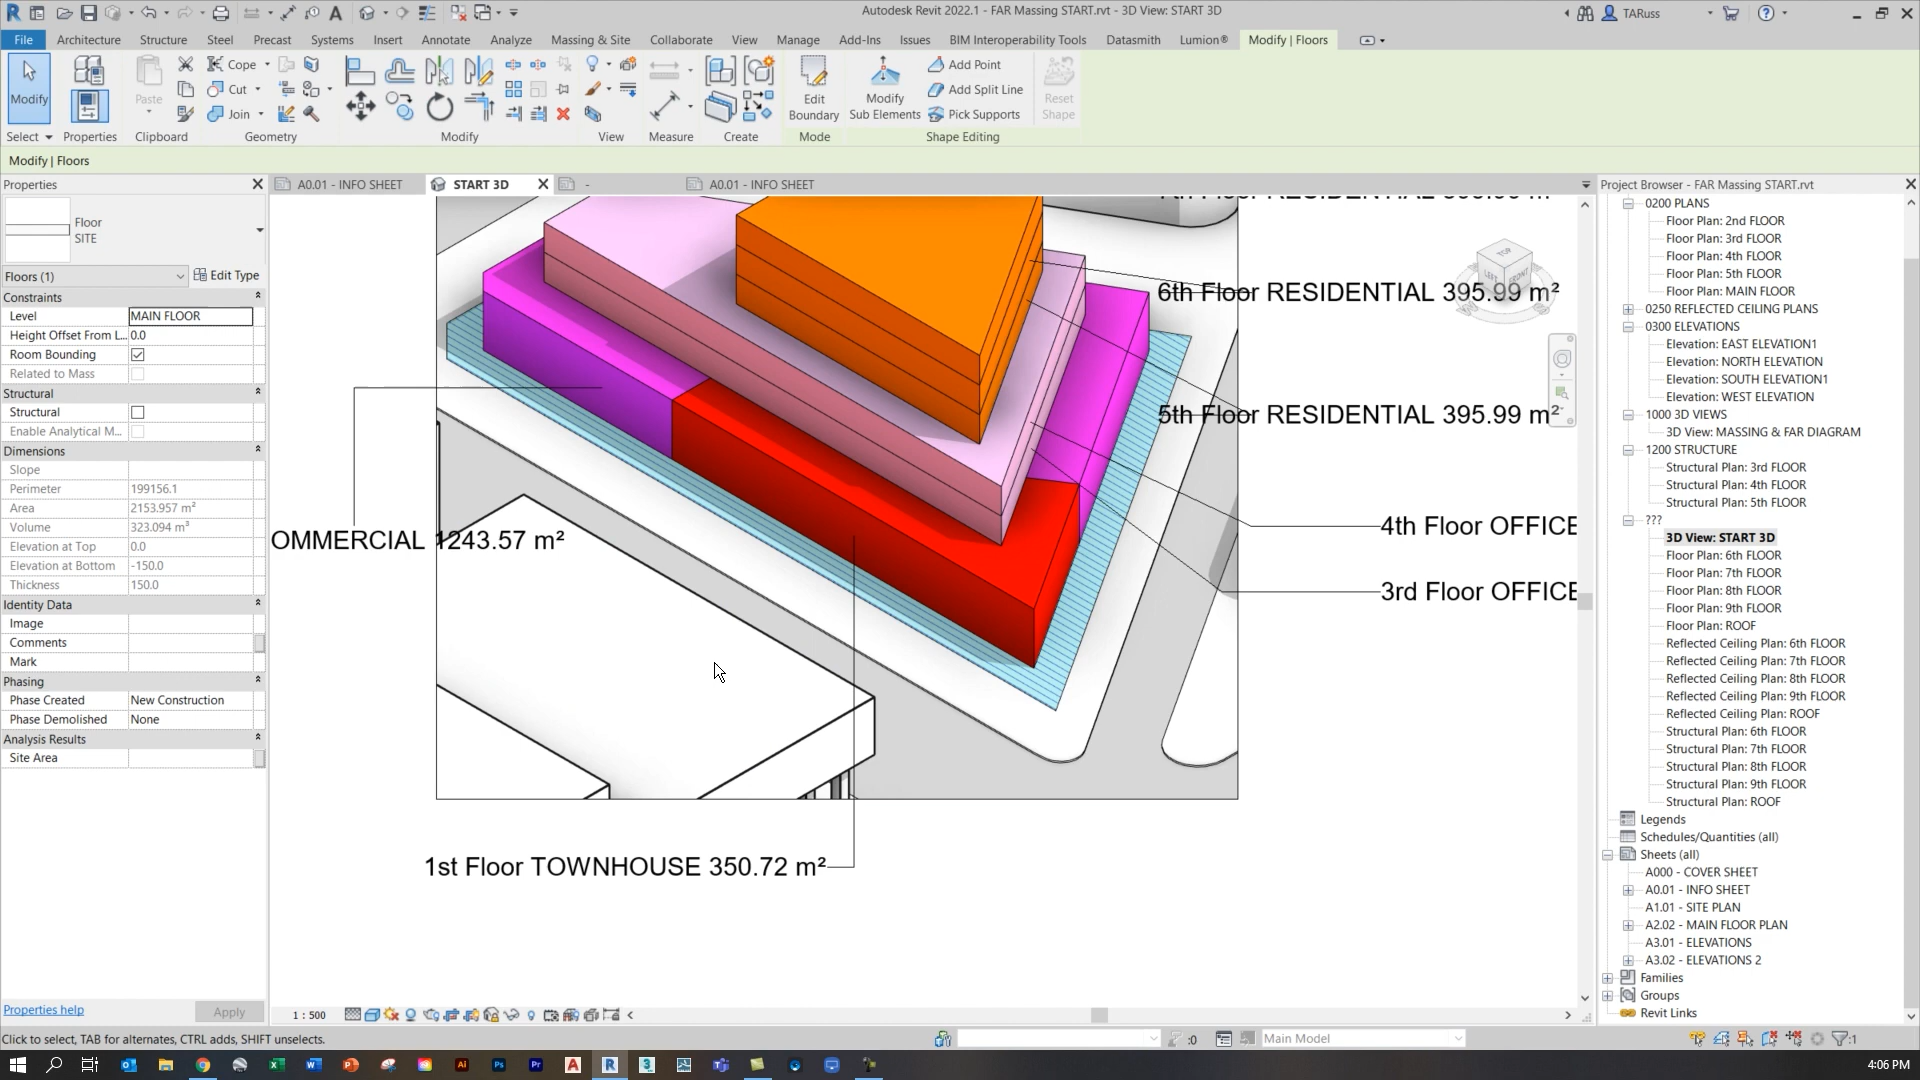 Autodesk Revit 2022.1 - FAR Massing START.rvt - 3D View: START 3D
TARuss
File
Architecture
Structure
Steel
Precast
Systems
Insert
Annotate
Analyze
Massing & Site
Collaborate
View
Manage
Add-Ins
Issues
BIM Interoperability Tools
Datasmith
Lumion®
Modify | Floors
Modify
Paste
Cope
Cut
Join
Edit
Boundary
Modify
Sub Elements
Add Point
Add Split Line
Pick Supports
Reset
Shape
Select
Properties
Clipboard
Geometry
Modify
View
Measure
Create
Mode
Shape Editing
Modify | Floors
Properties
Floor
SITE
Floors (1)
Edit Type
Constraints
Level MAIN FLOOR
Height Offset From L... 0.0
Room Bounding
Related to Mass
Structural
Structural
Enable Analytical M...
Dimensions
Slope
Perimeter 199156.1
Area 2153.957 m²
Volume 323.094 m³
Elevation at Top 0.0
Elevation at Bottom -150.0
Thickness 150.0
Identity Data
Image
Comments
Mark
Phasing
Phase Created New Construction
Phase Demolished None
Analysis Results
Site Area
Properties help
Apply
A0.01 - INFO SHEET
START 3D
-
A0.01 - INFO SHEET
TOP
LEFT
FRONT
6th Floor RESIDENTIAL 395.99 m²
5th Floor RESIDENTIAL 395.99 m²
4th Floor OFFICE
3rd Floor OFFICE
OMMERCIAL 1243.57 m²
1st Floor TOWNHOUSE 350.72 m²
1 : 500
Project Browser - FAR Massing START.rvt
0200 PLANS
Floor Plan: 2nd FLOOR
Floor Plan: 3rd FLOOR
Floor Plan: 4th FLOOR
Floor Plan: 5th FLOOR
Floor Plan: MAIN FLOOR
0250 REFLECTED CEILING PLANS
0300 ELEVATIONS
Elevation: EAST ELEVATION1
Elevation: NORTH ELEVATION
Elevation: SOUTH ELEVATION1
Elevation: WEST ELEVATION
1000 3D VIEWS
3D View: MASSING & FAR DIAGRAM
1200 STRUCTURE
Structural Plan: 3rd FLOOR
Structural Plan: 4th FLOOR
Structural Plan: 5th FLOOR
???
3D View: START 3D
Floor Plan: 6th FLOOR
Floor Plan: 7th FLOOR
Floor Plan: 8th FLOOR
Floor Plan: 9th FLOOR
Floor Plan: ROOF
Reflected Ceiling Plan: 6th FLOOR
Reflected Ceiling Plan: 7th FLOOR
Reflected Ceiling Plan: 8th FLOOR
Reflected Ceiling Plan: 9th FLOOR
Reflected Ceiling Plan: ROOF
Structural Plan: 6th FLOOR
Structural Plan: 7th FLOOR
Structural Plan: 8th FLOOR
Structural Plan: 9th FLOOR
Structural Plan: ROOF
Legends
Schedules/Quantities (all)
Sheets (all)
A000 - COVER SHEET
A0.01 - INFO SHEET
A1.01 - SITE PLAN
A2.02 - MAIN FLOOR PLAN
A3.01 - ELEVATIONS
A3.02 - ELEVATIONS 2
Families
Groups
Revit Links
Click to select, TAB for alternates, CTRL adds, SHIFT unselects.
:0
Main Model
:1
4:06 PM